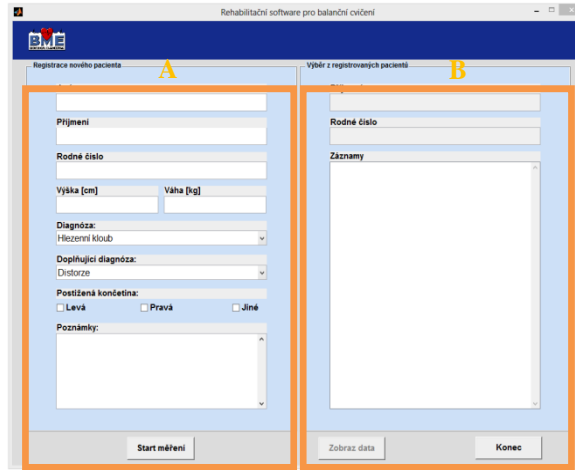 Rehabilitační software pro balanční cvičení
BME
Registrace nového pacienta
A
Příjmení
Rodné číslo
Výška [cm]
Váha [kg]
Diagnóza:
Hlezenní kloub
Doplňující diagnóza:
Distorze
Postižená končetina:
Levá
Pravá
Jiné
Poznámky:
Start měření
Výběr z registrovaných pacientů
B
Rodné číslo
Záznamy
Zobraz data
Konec